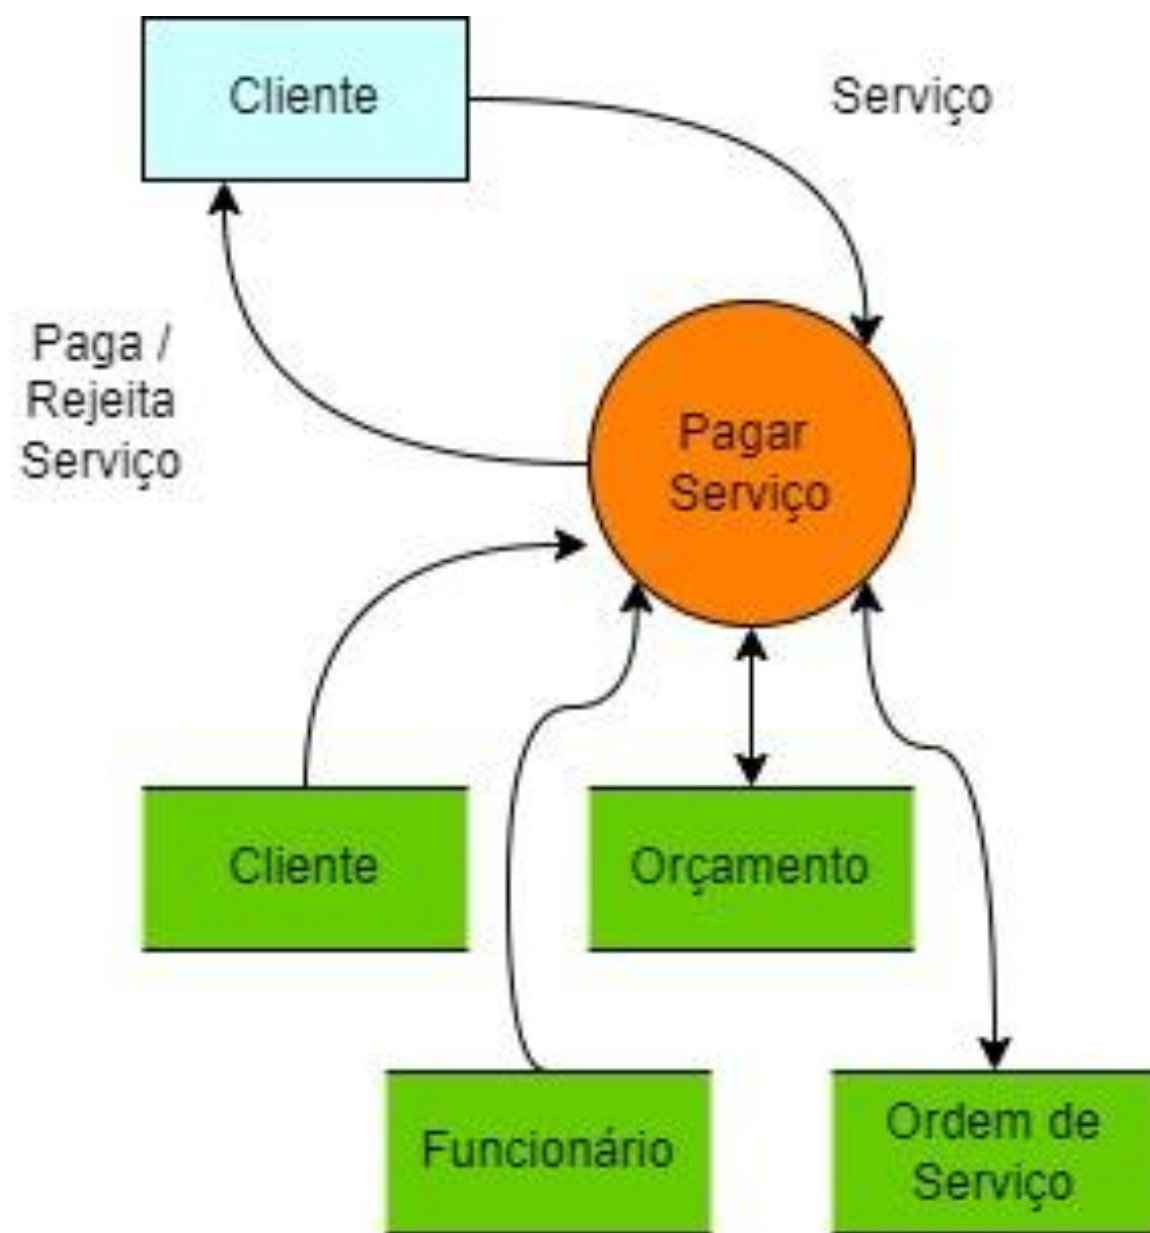 Cliente
Serviço
Paga /
Rejeita
Serviço
Pagar
Serviço
Cliente
Orçamento
Funcionário
Ordem de
Serviço